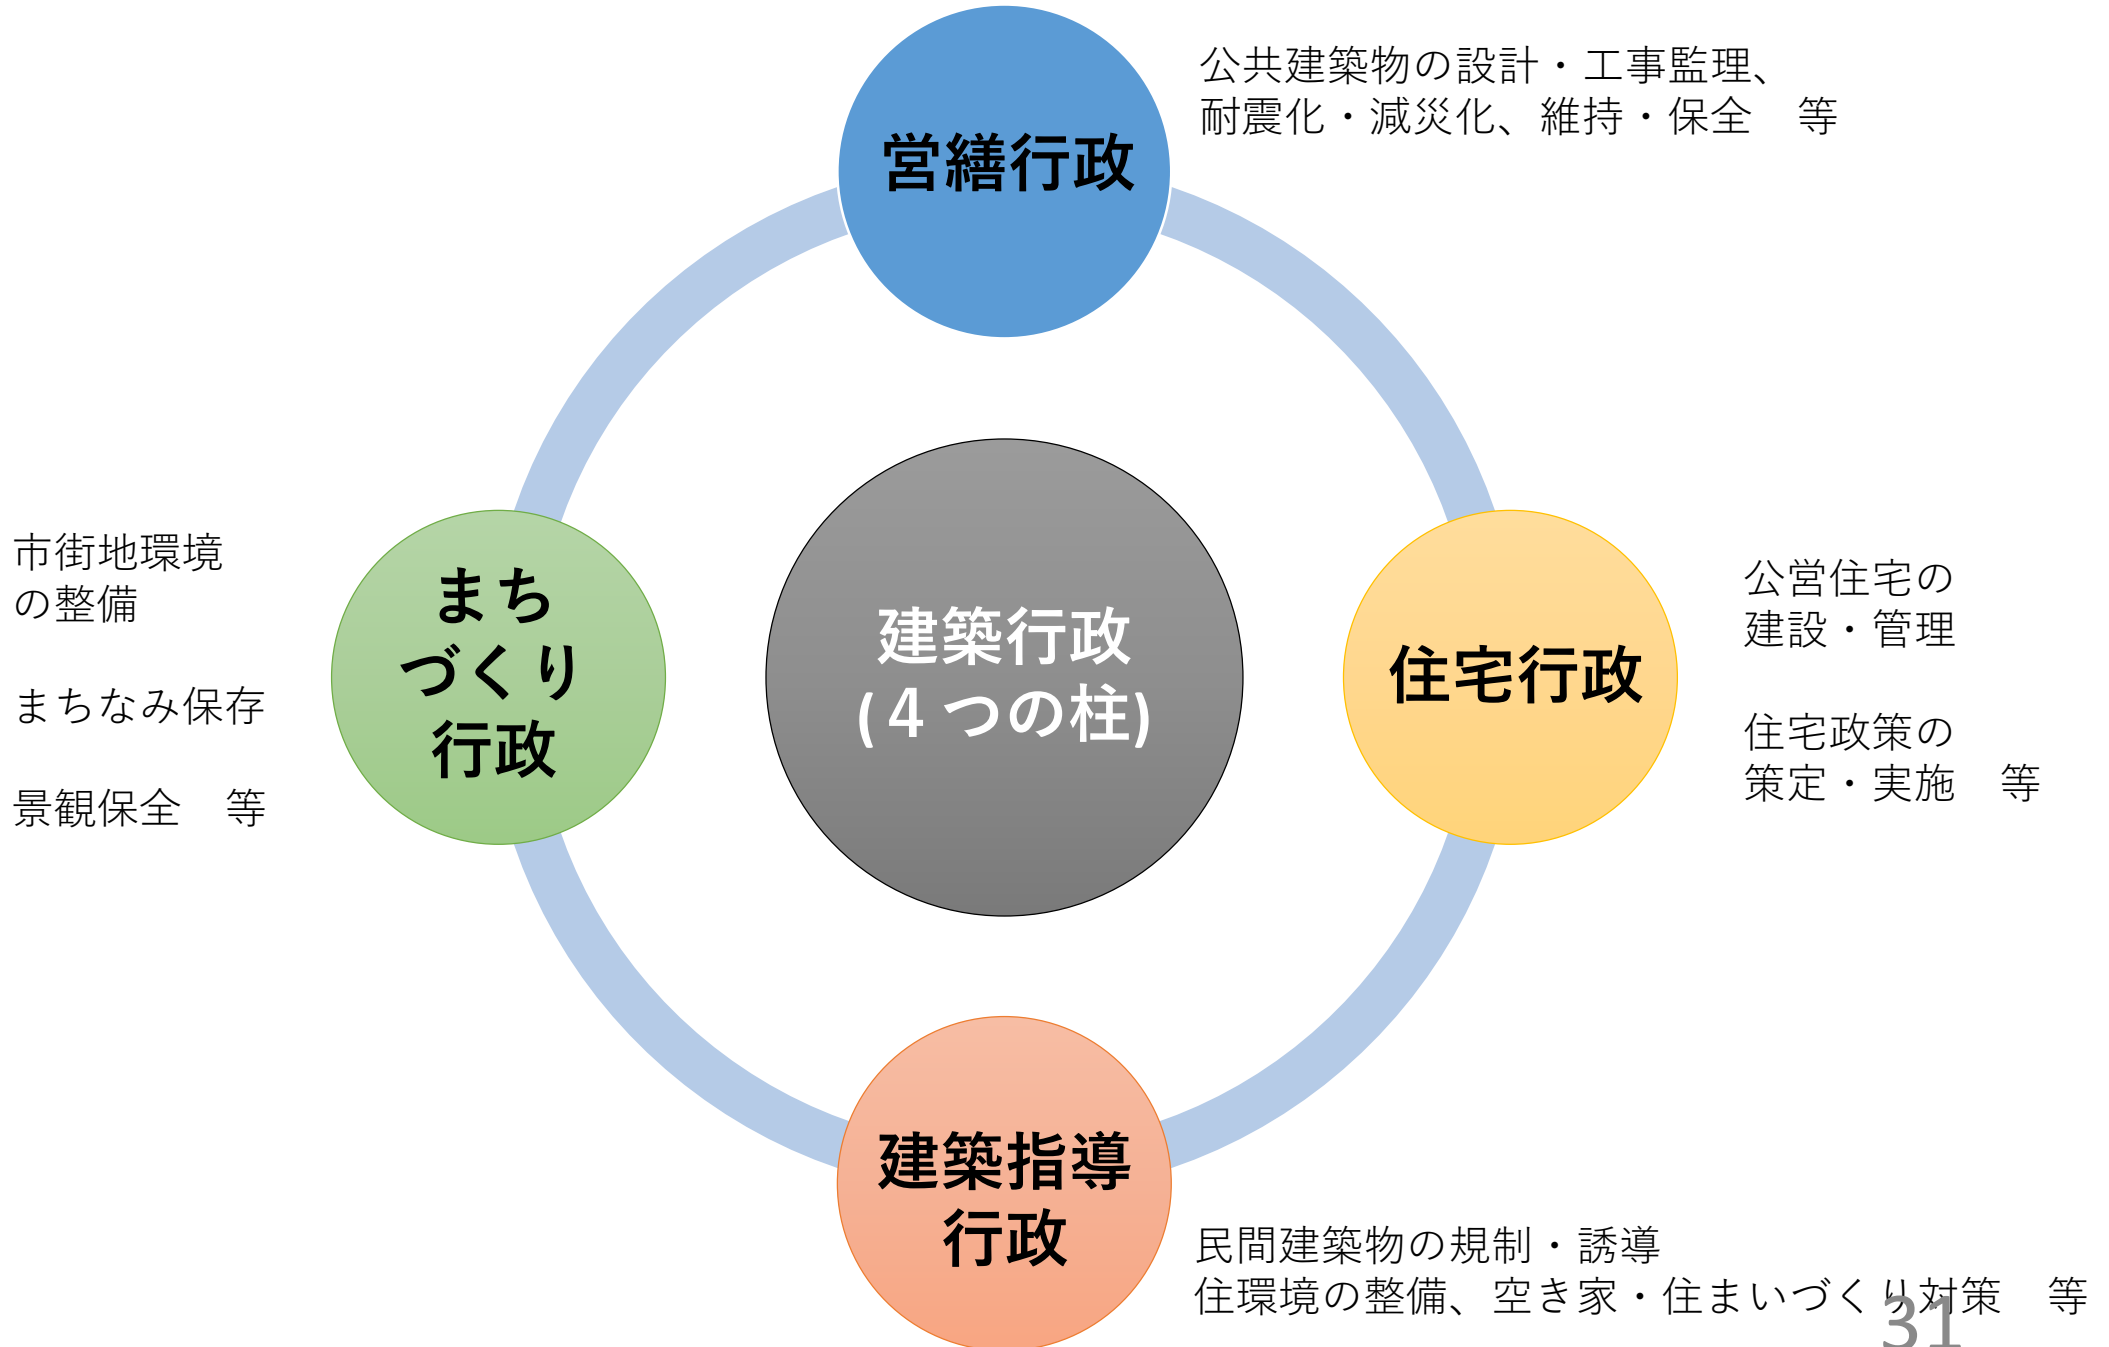 営繕行政
公共建築物の設計・工事監理、
耐震化・減災化、維持・保全　等
市街地環境
の整備
まちなみ保存
景観保全　等
まち
づくり
行政
建築行政
(４つの柱)
住宅行政
公営住宅の
建設・管理
住宅政策の
策定・実施　等
建築指導
行政
民間建築物の規制・誘導
住環境の整備、空き家・住まいづくり対策　等
31